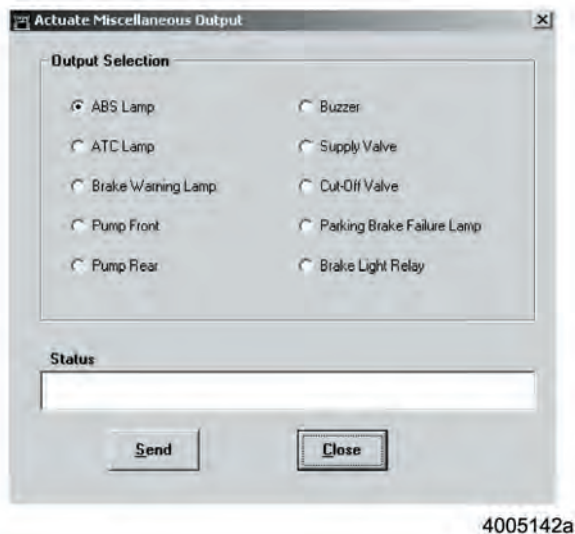 Actuate Miscellaneous Output
Output Selection
ABS Lamp
Buzzer
ATC Lamp
Supply Valve
Brake Warning Lamp
Cut-Off Valve
Pump Front
Parking Brake Failure Lamp
Pump Rear
Brake Light Relay
Status
Send
Close
4005142a